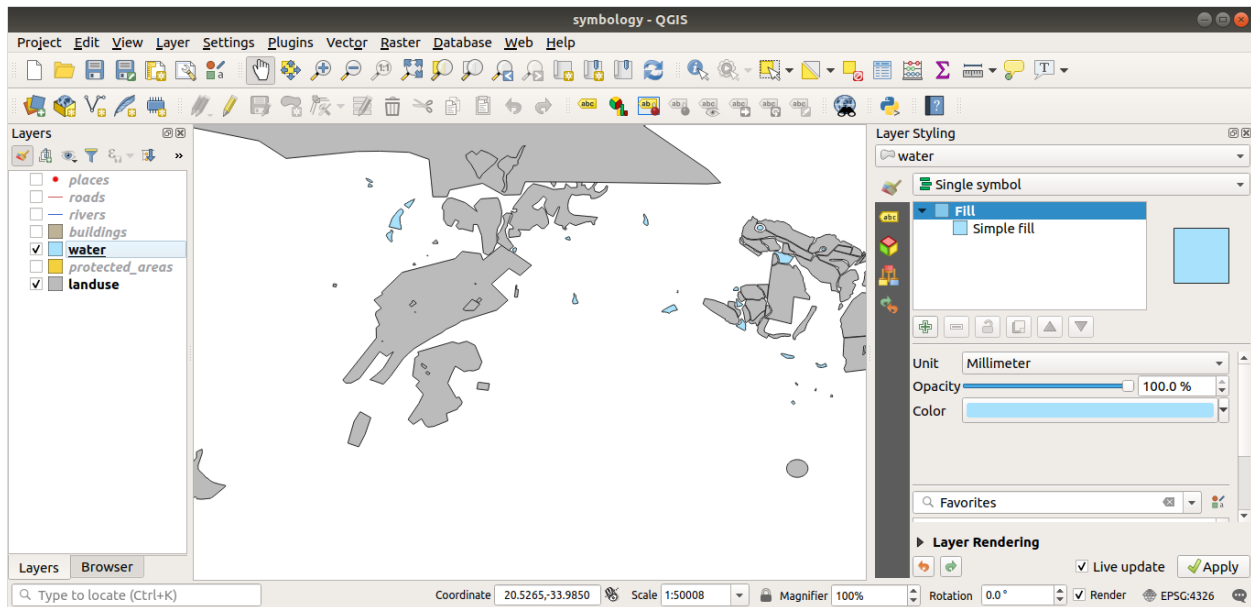 symbology - QGIS
Project Edit View Layer Settings Plugins Vector Raster Database Web Help
Layers
places
roads
rivers
buildings
water
protected_areas
landuse
Layers Browser
Layer Styling
water
Single symbol
Fill
Simple fill
Unit Millimeter
Opacity 100.0 %
Color
Favorites
Layer Rendering
Live update Apply
Type to locate (Ctrl+K) Coordinate 20.5265,-33.9850 Scale 1:50008 Magnifier 100% Rotation 0.0° Render EPSG:4326